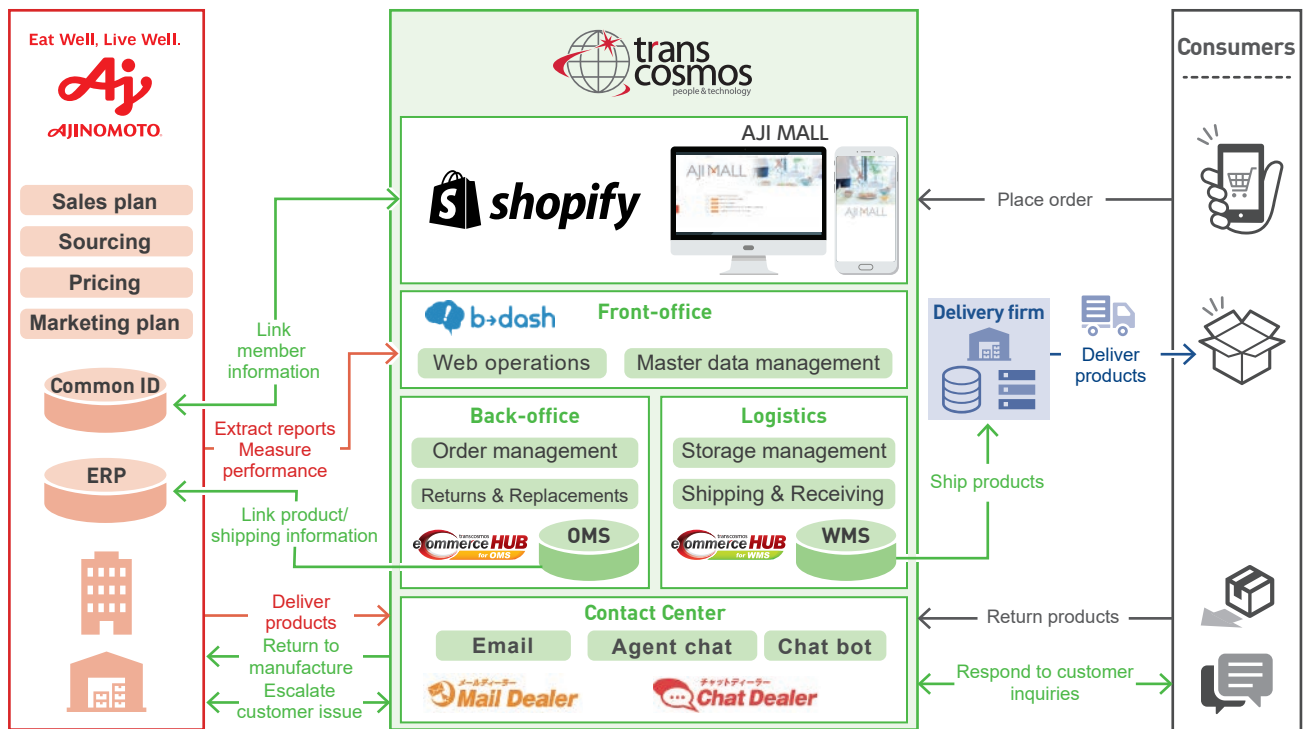 Eat Well, Live Well.
Aj
AJINOMOTO
Sales plan
Sourcing
Pricing
Marketing plan
Common ID
ERP
Link
member
information
Extract reports
Measure
performance
Link product/
shipping information
Deliver
products
Return to
manufacture
Escalate
customer issue
trans
cosmos
people & technology
AJI MALL
S shopify
AJI MALL
AJI MALL
b→dash
Front-office
Web operations
Master data management
Back-office
Order management
Returns & Replacements
transcosmos
eCommerce HUB
for OMS
OMS
Logistics
Storage management
Shipping & Receiving
transcosmos
eCommerce HUB
for WMS
WMS
Contact Center
Email
Agent chat
Chat bot
メールディーラー
Mail Dealer
チャットディーラー
Chat Dealer
Place order
Delivery firm
Deliver
products
Ship products
Return products
Respond to customer
inquiries
Consumers